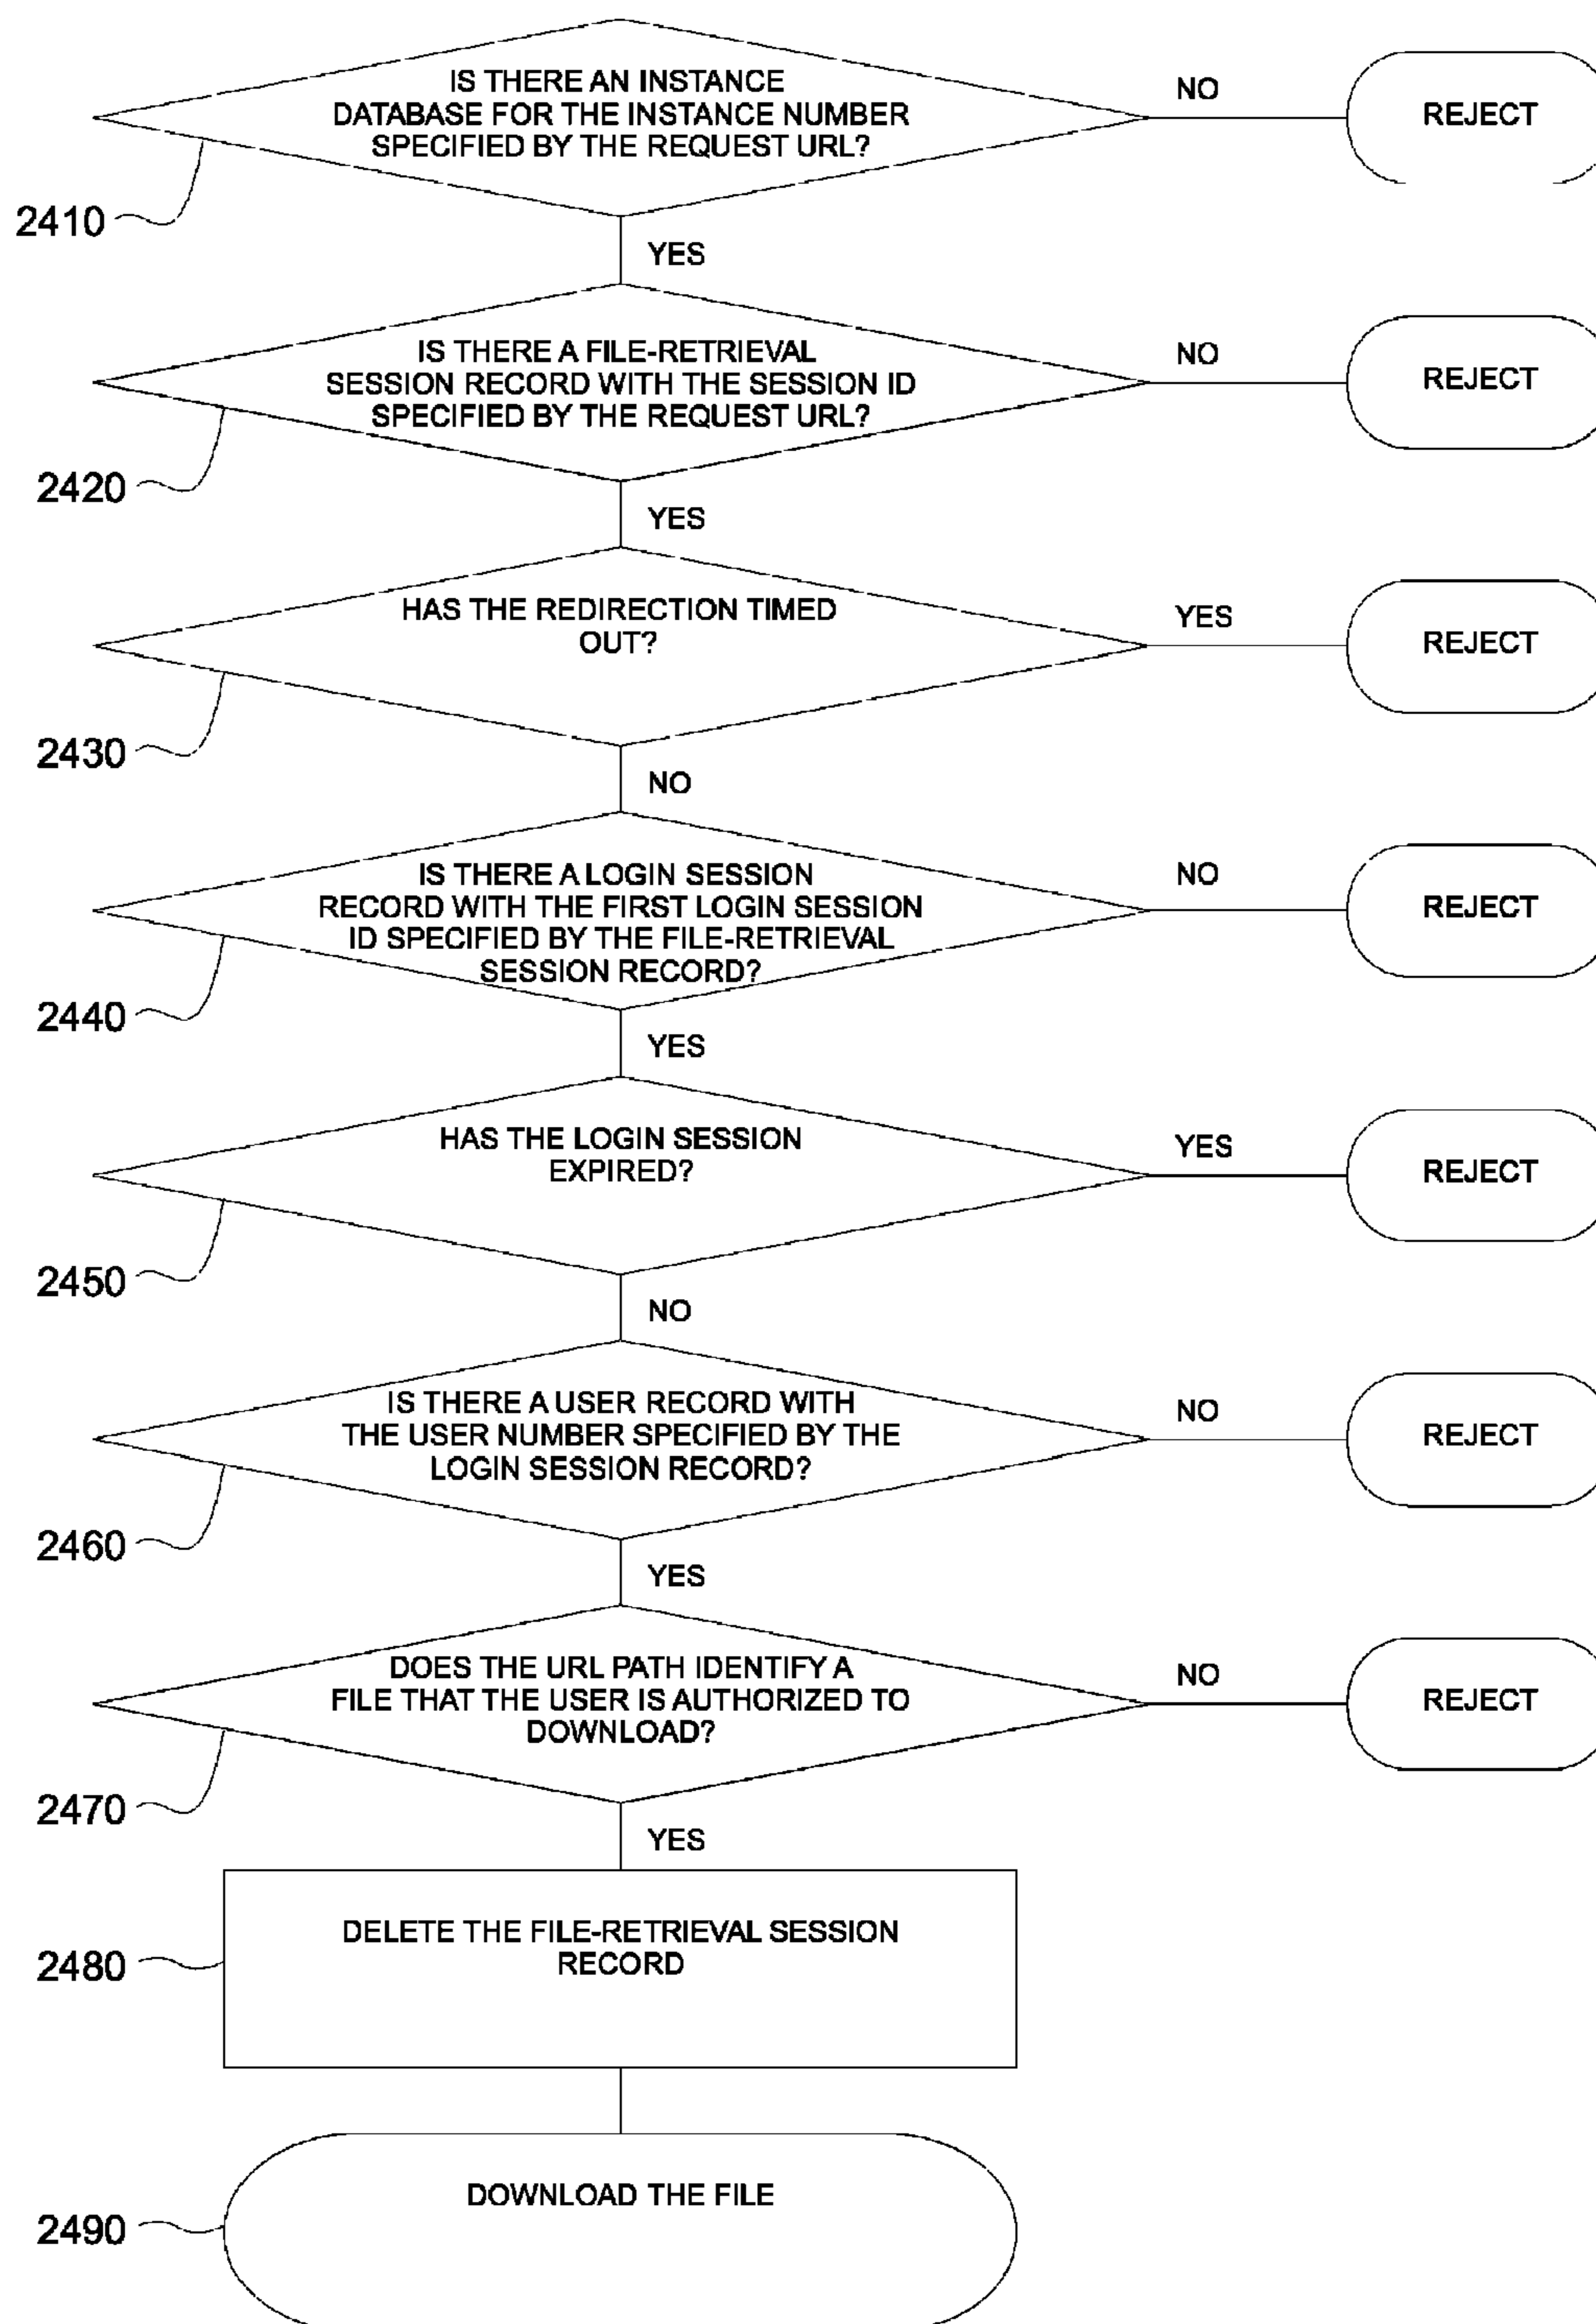 IS THERE AN INSTANCE
DATABASE FOR THE INSTANCE NUMBER
SPECIFIED BY THE REQUEST URL?
NO
REJECT
2410
YES
IS THERE A FILE-RETRIEVAL
SESSION RECORD WITH THE SESSION ID
SPECIFIED BY THE REQUEST URL?
NO
REJECT
2420
YES
HAS THE REDIRECTION TIMED
OUT?
YES
REJECT
2430
NO
IS THERE A LOGIN SESSION
RECORD WITH THE FIRST LOGIN SESSION
ID SPECIFIED BY THE FILE-RETRIEVAL
SESSION RECORD?
NO
REJECT
2440
YES
HAS THE LOGIN SESSION
EXPIRED?
YES
REJECT
2450
NO
IS THERE A USER RECORD WITH
THE USER NUMBER SPECIFIED BY THE
LOGIN SESSION RECORD?
NO
REJECT
2460
YES
DOES THE URL PATH IDENTIFY A
FILE THAT THE USER IS AUTHORIZED TO
DOWNLOAD?
NO
REJECT
2470
YES
DELETE THE FILE-RETRIEVAL SESSION
RECORD
2480
DOWNLOAD THE FILE
2490